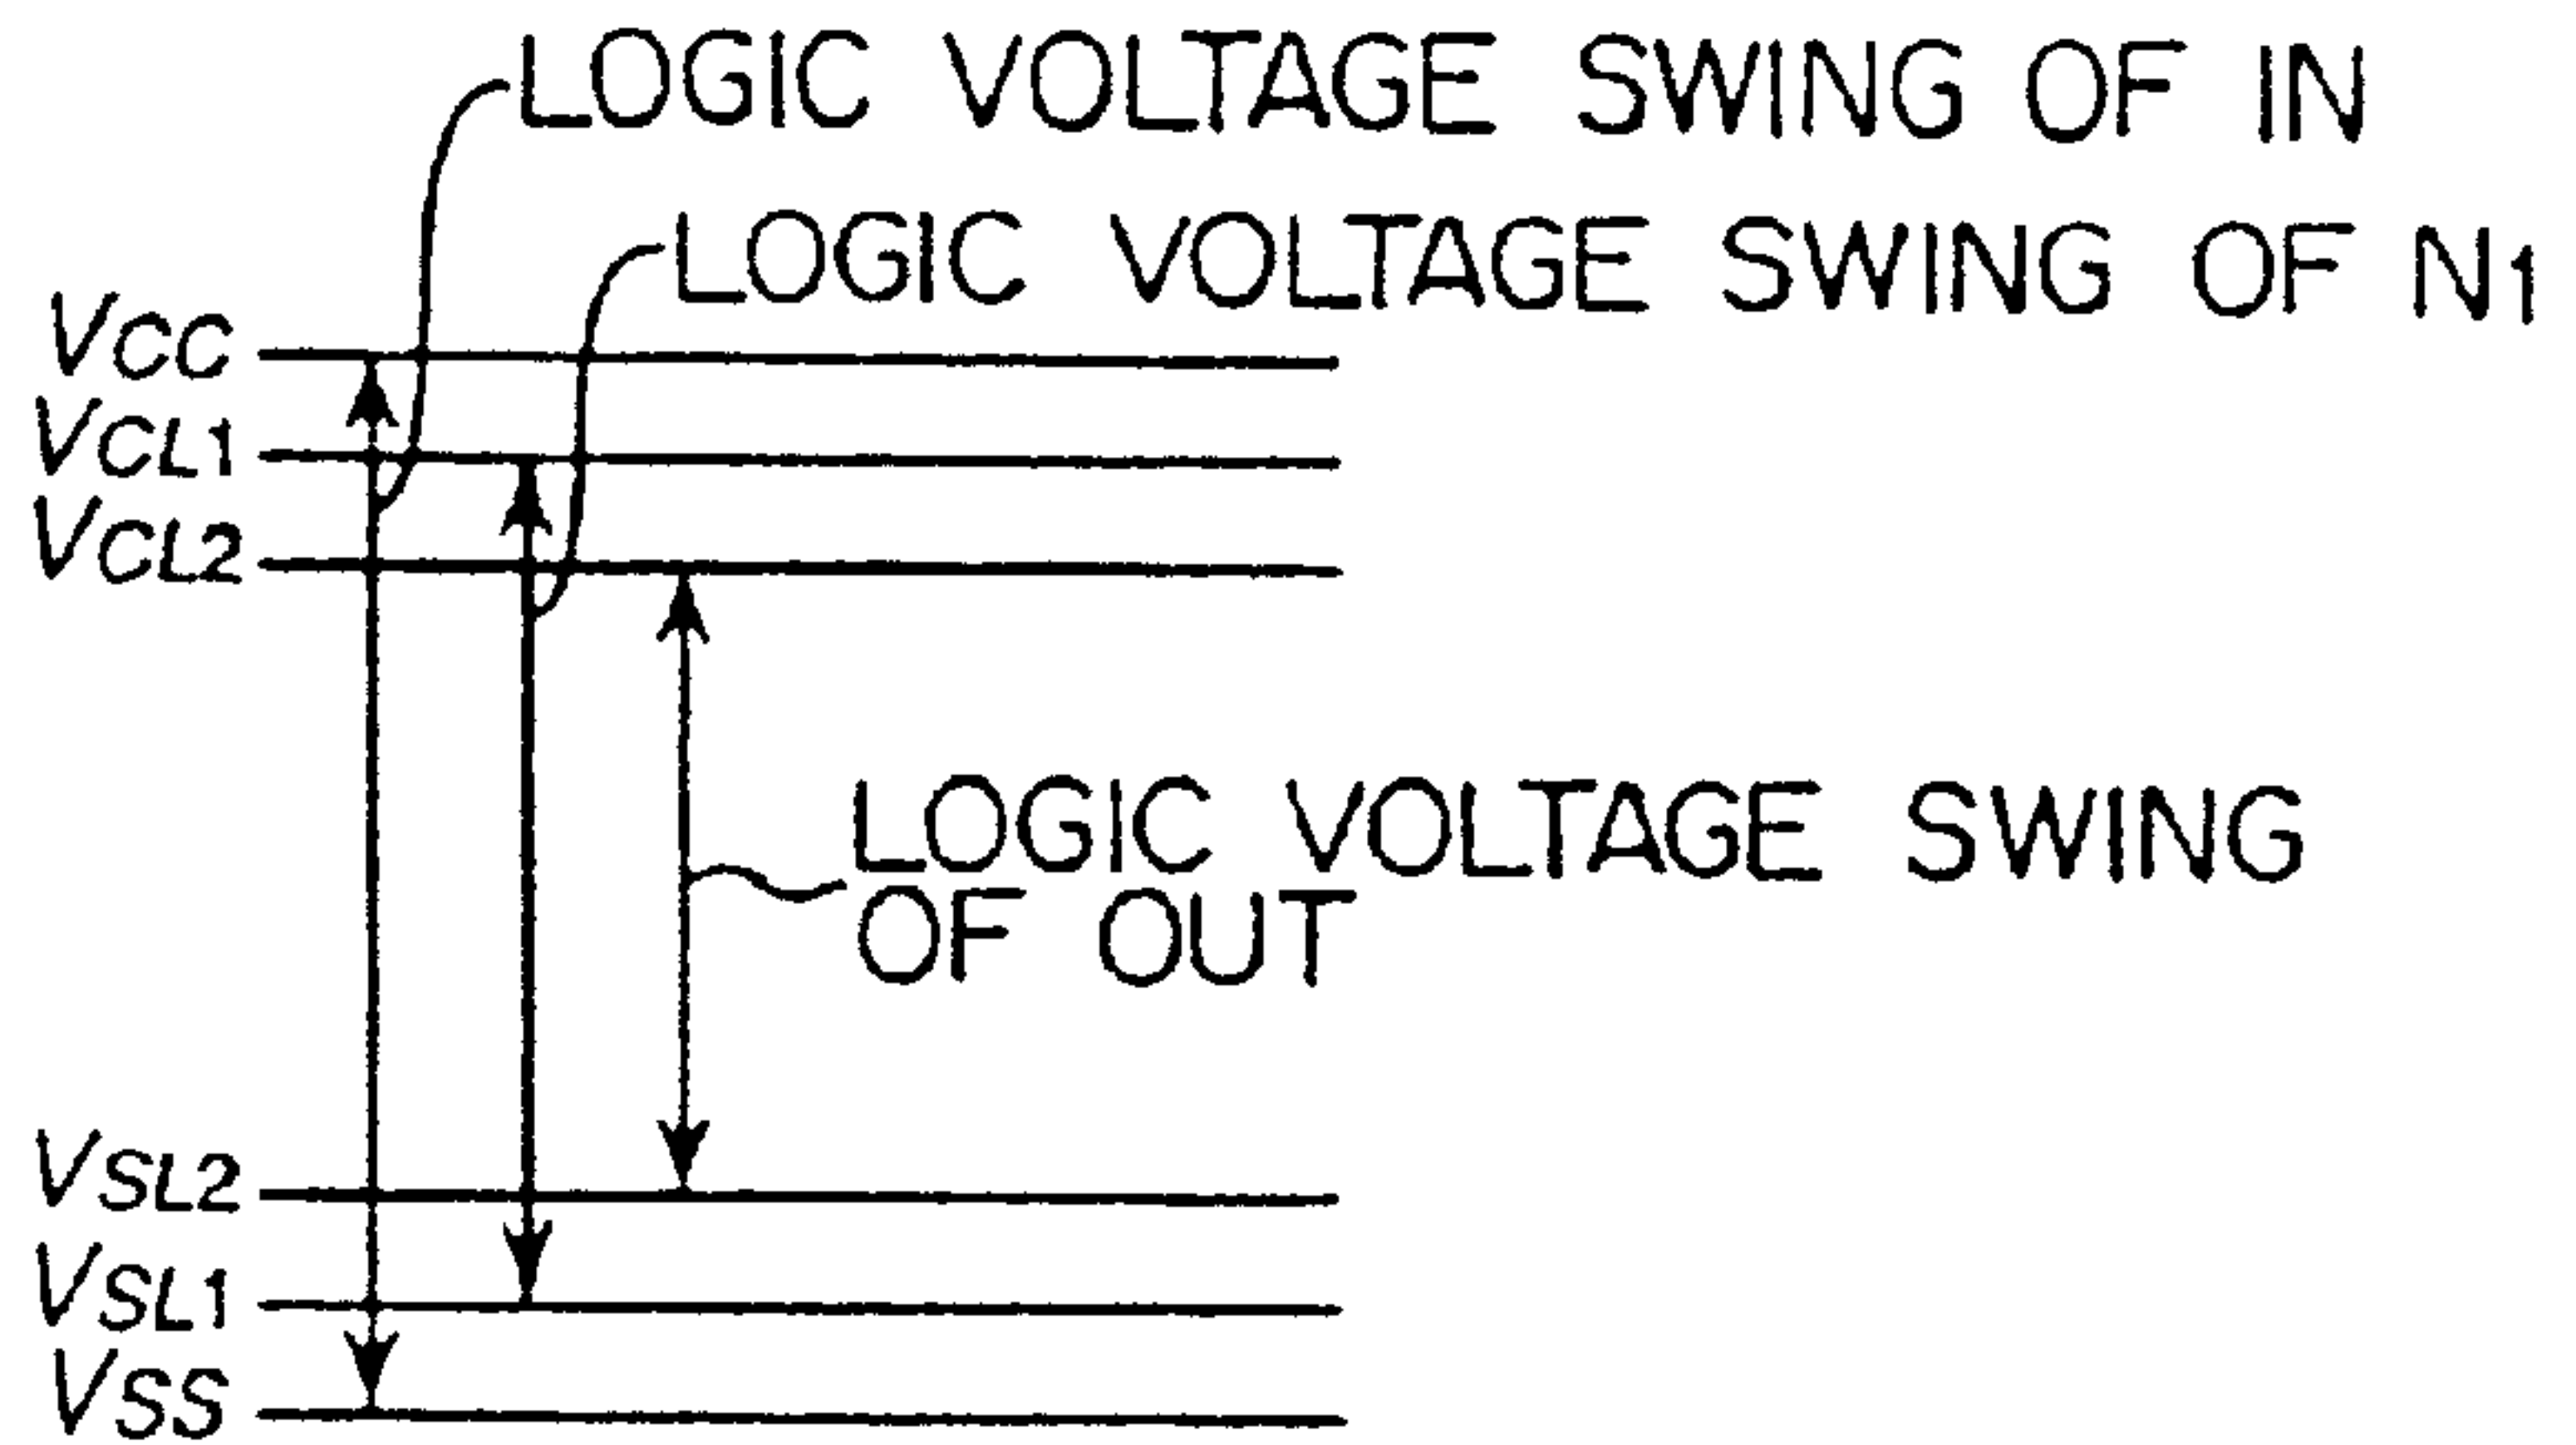 LOGIC VOLTAGE SWING OF IN
LOGIC VOLTAGE SWING OF N1
VCC
VCL1
VCL2
LOGIC VOLTAGE SWING
OF OUT
VSL2
VSL1
VSS